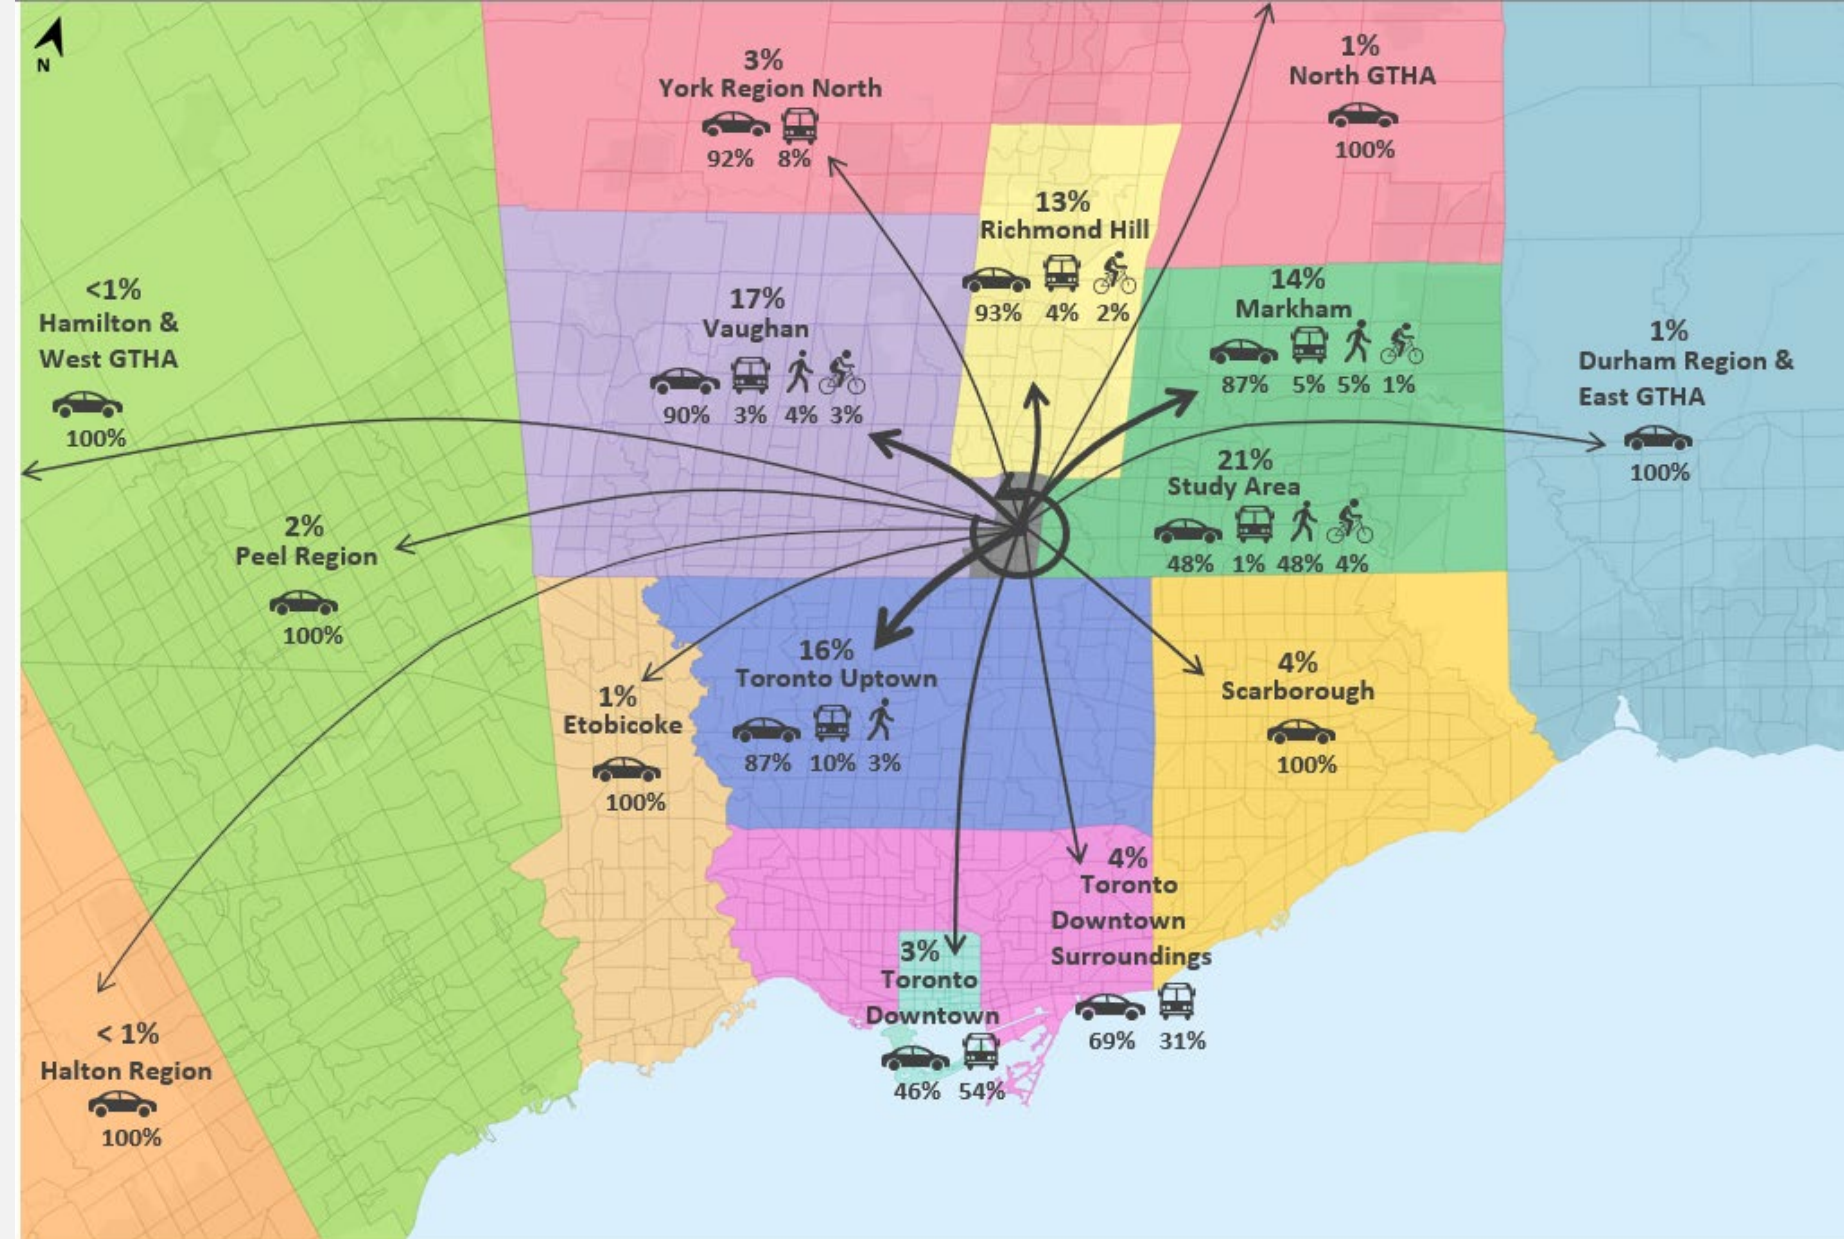 N
3%
York Region North
92% 8%
1%
North GTHA
100%
13%
Richmond Hill
93% 4% 2%
<1%
Hamilton &
West GTHA
100%
17%
Vaughan
90% 3% 4% 3%
14%
Markham
87% 5% 5% 1%
1%
Durham Region &
East GTHA
100%
21%
Study Area
48% 1% 48% 4%
2%
Peel Region
100%
1%
Etobicoke
100%
16%
Toronto Uptown
87% 10% 3%
4%
Scarborough
100%
4%
Toronto
Downtown
Surroundings
69% 31%
3%
Toronto
Downtown
46% 54%
< 1%
Halton Region
100%